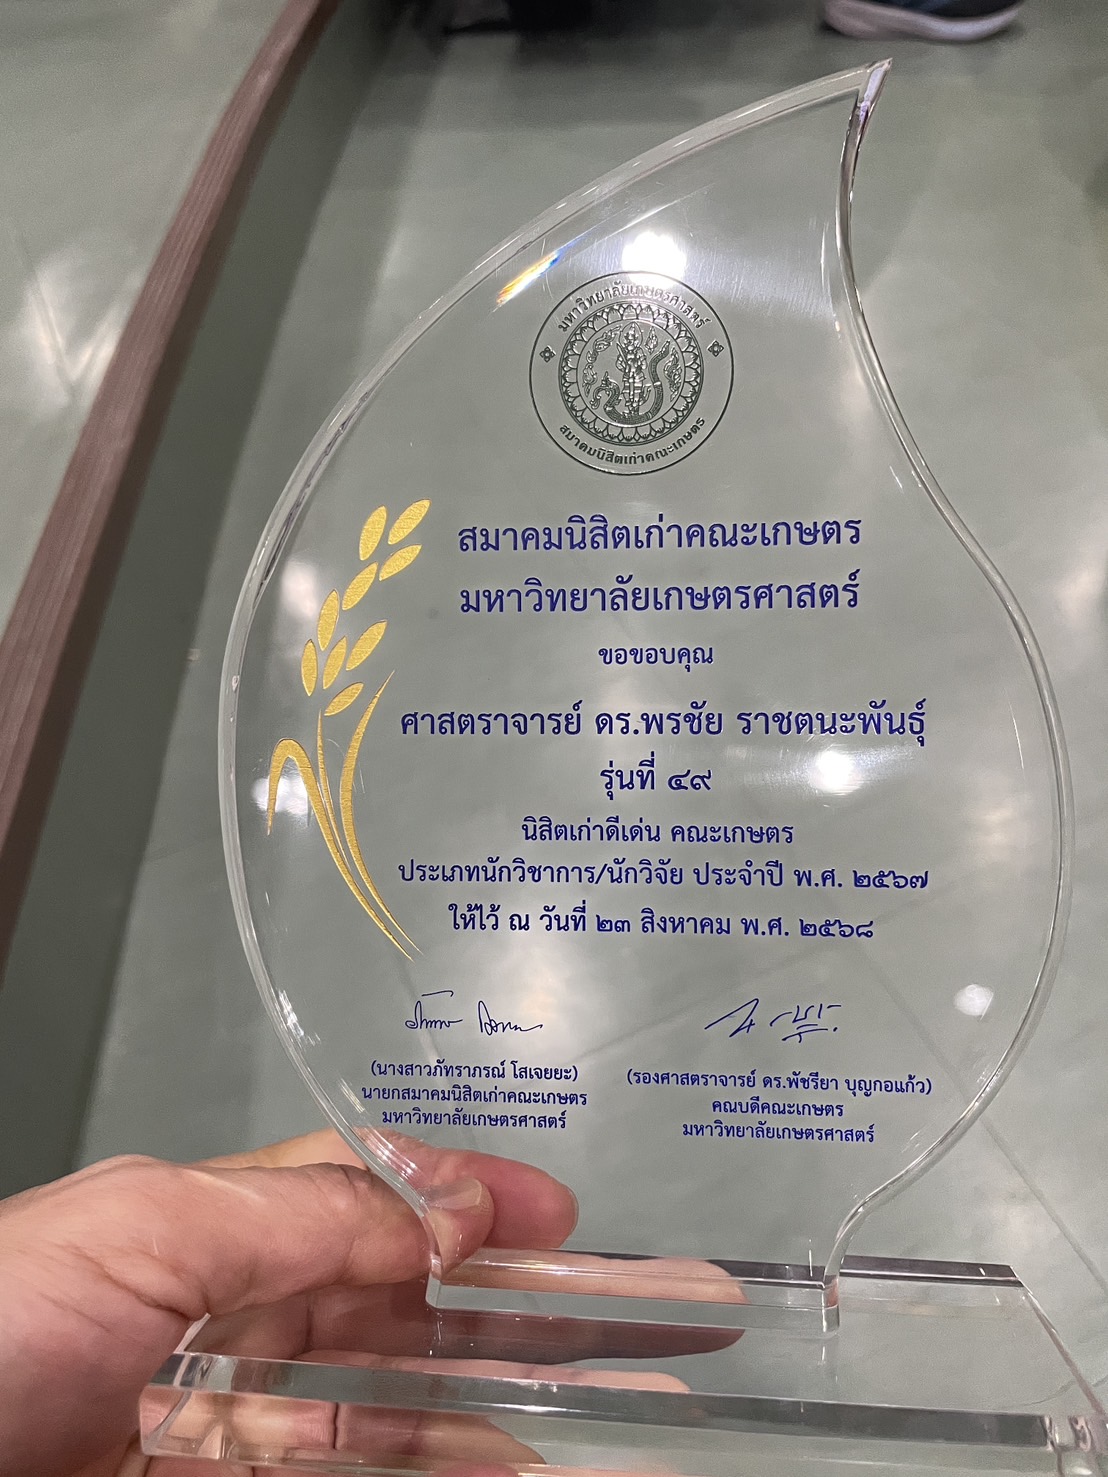 มหาวิทยาลัยเกษตรศาสตร์
สมาคมนิสิตเก่าคณะเกษตร
สมาคมนิสิตเก่าคณะเกษตร
มหาวิทยาลัยเกษตรศาสตร์
ขอขอบคุณ
ศาสตราจารย์ ดร.พรชัย ราชตนะพันธุ์
รุ่นที่ ๔๙
นิสิตเก่าดีเด่น คณะเกษตร
ประเภทนักวิชาการ/นักวิจัย ประจำปี พ.ศ. ๒๕๖๗
ให้ไว้ ณ วันที่ ๒๓ สิงหาคม พ.ศ. ๒๕๖๘
(นางสาวภัทราภรณ์ โสเจยยะ)
นายกสมาคมนิสิตเก่าคณะเกษตร
มหาวิทยาลัยเกษตรศาสตร์
(รองศาสตราจารย์ ดร.พัชรียา บุญกอแก้ว)
คณบดีคณะเกษตร
มหาวิทยาลัยเกษตรศาสตร์